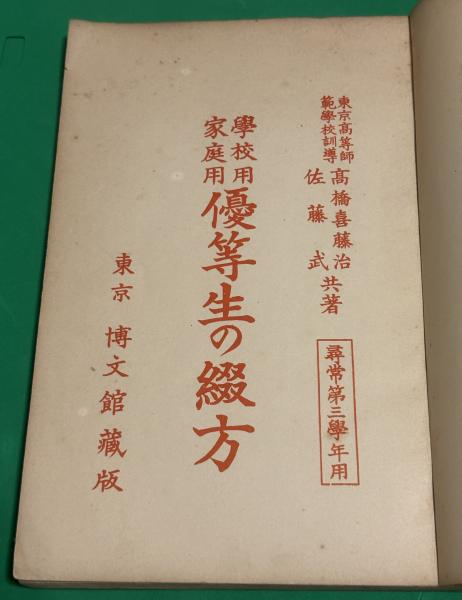 東京高等師
範學校訓導
高橋喜藤治
佐藤武
共著
尋常第三學年用
學校用
家庭用
優等生の綴方
東京 博文館藏版